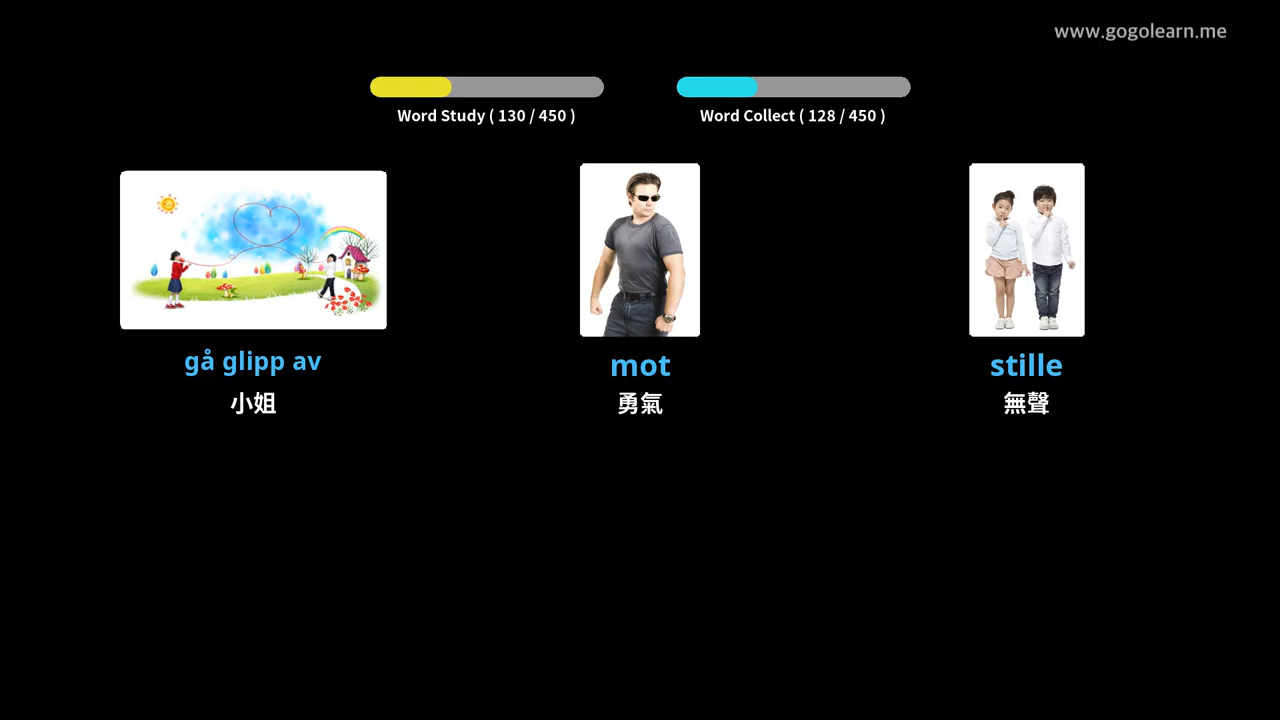 www.gogolearn.me
Word Study ( 130 / 450 )
Word Collect ( 128 / 450 )
gå glipp av
小姐
mot
勇氣
stille
無聲